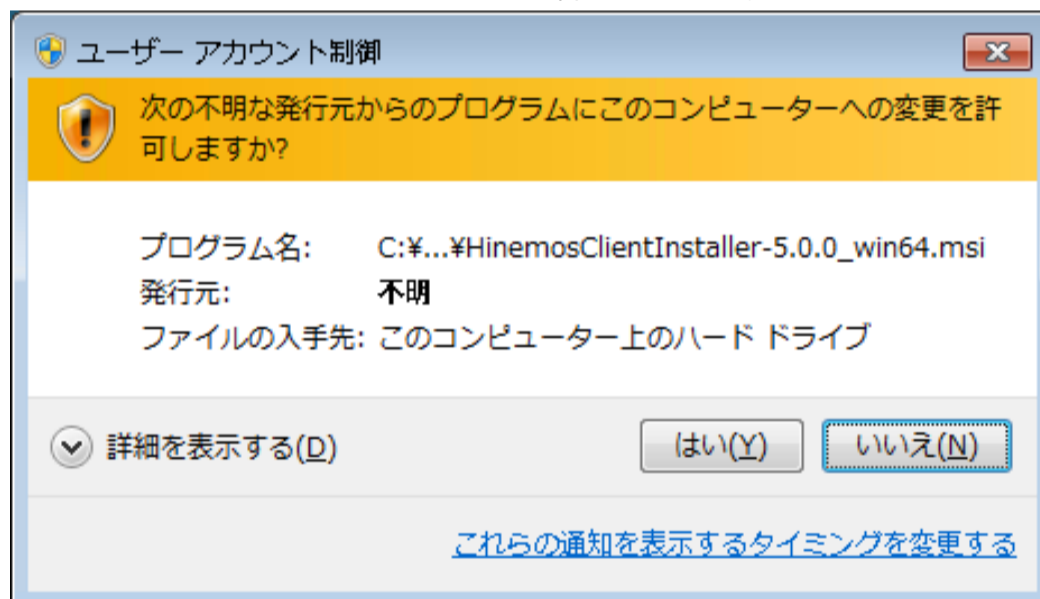 ユーザー アカウント制御
次の不明な発行元からのプログラムにこのコンピューターへの変更を許
可しますか?
プログラム名: C:¥...¥HinemosClientInstaller-5.0.0_win64.msi
発行元: 不明
ファイルの入手先: このコンピューター上のハード ドライブ
詳細を表示する(D) はい(Y) いいえ(N)
これらの通知を表示するタイミングを変更する